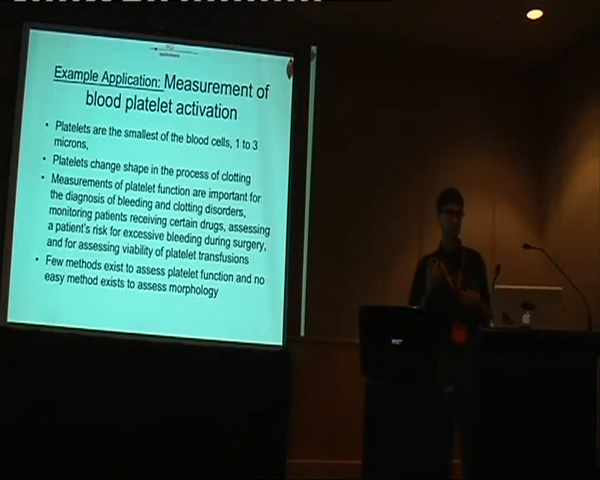 Example Application: Measurement of
blood platelet activation
• Platelets are the smallest of the blood cells, 1 to 3
microns,
• Platelets change shape in the process of clotting
• Measurements of platelet function are important for
the diagnosis of bleeding and clotting disorders,
monitoring patients receiving certain drugs, assessing
a patient's risk for excessive bleeding during surgery,
and for assessing viability of platelet transfusions
• Few methods exist to assess platelet function and no
easy method exists to assess morphology